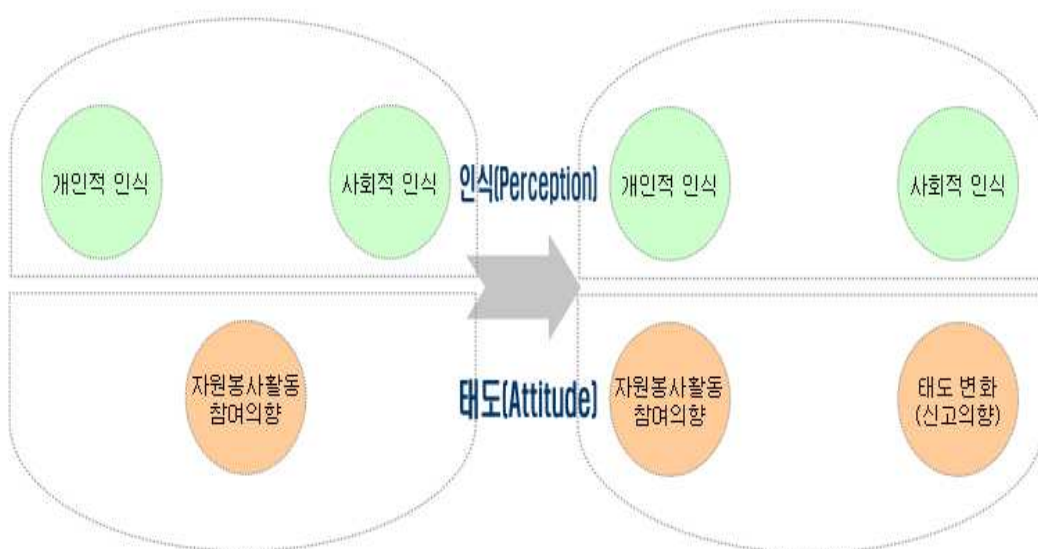 개인적 인식
사회적 인식
인식(Perception)
개인적 인식
사회적 인식
자원봉사활동
참여의향
태도(Attitude)
자원봉사활동
참여의향
태도 변화
(신고의향)